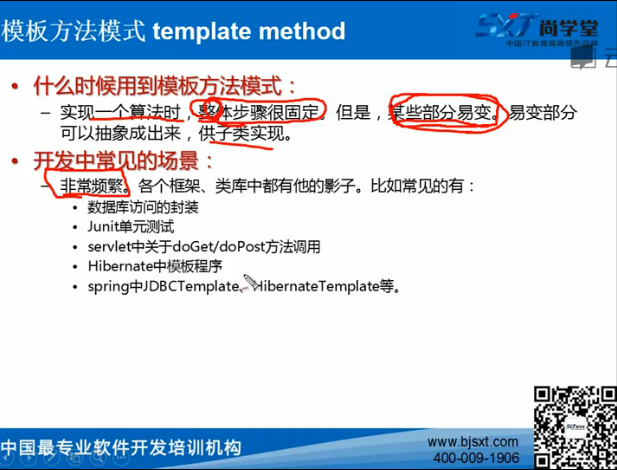 模板方法模式 template method
SXT 尚学堂
中国IT教育高端领先品牌
• 什么时候用到模板方法模式：
– 实现一个算法时，整体步骤很固定。但是，某些部分易变。易变部分
可以抽象成出来，供子类实现。
• 开发中常见的场景：
– 非常频繁。各个框架、类库中都有他的影子。比如常见的有：
• 数据库访问的封装
• Junit单元测试
• servlet中关于doGet/doPost方法调用
• Hibernate中模板程序
• spring中JDBCTemplate、HibernateTemplate等。
中国最专业软件开发培训机构
www.bjsxt.com
400-009-1906